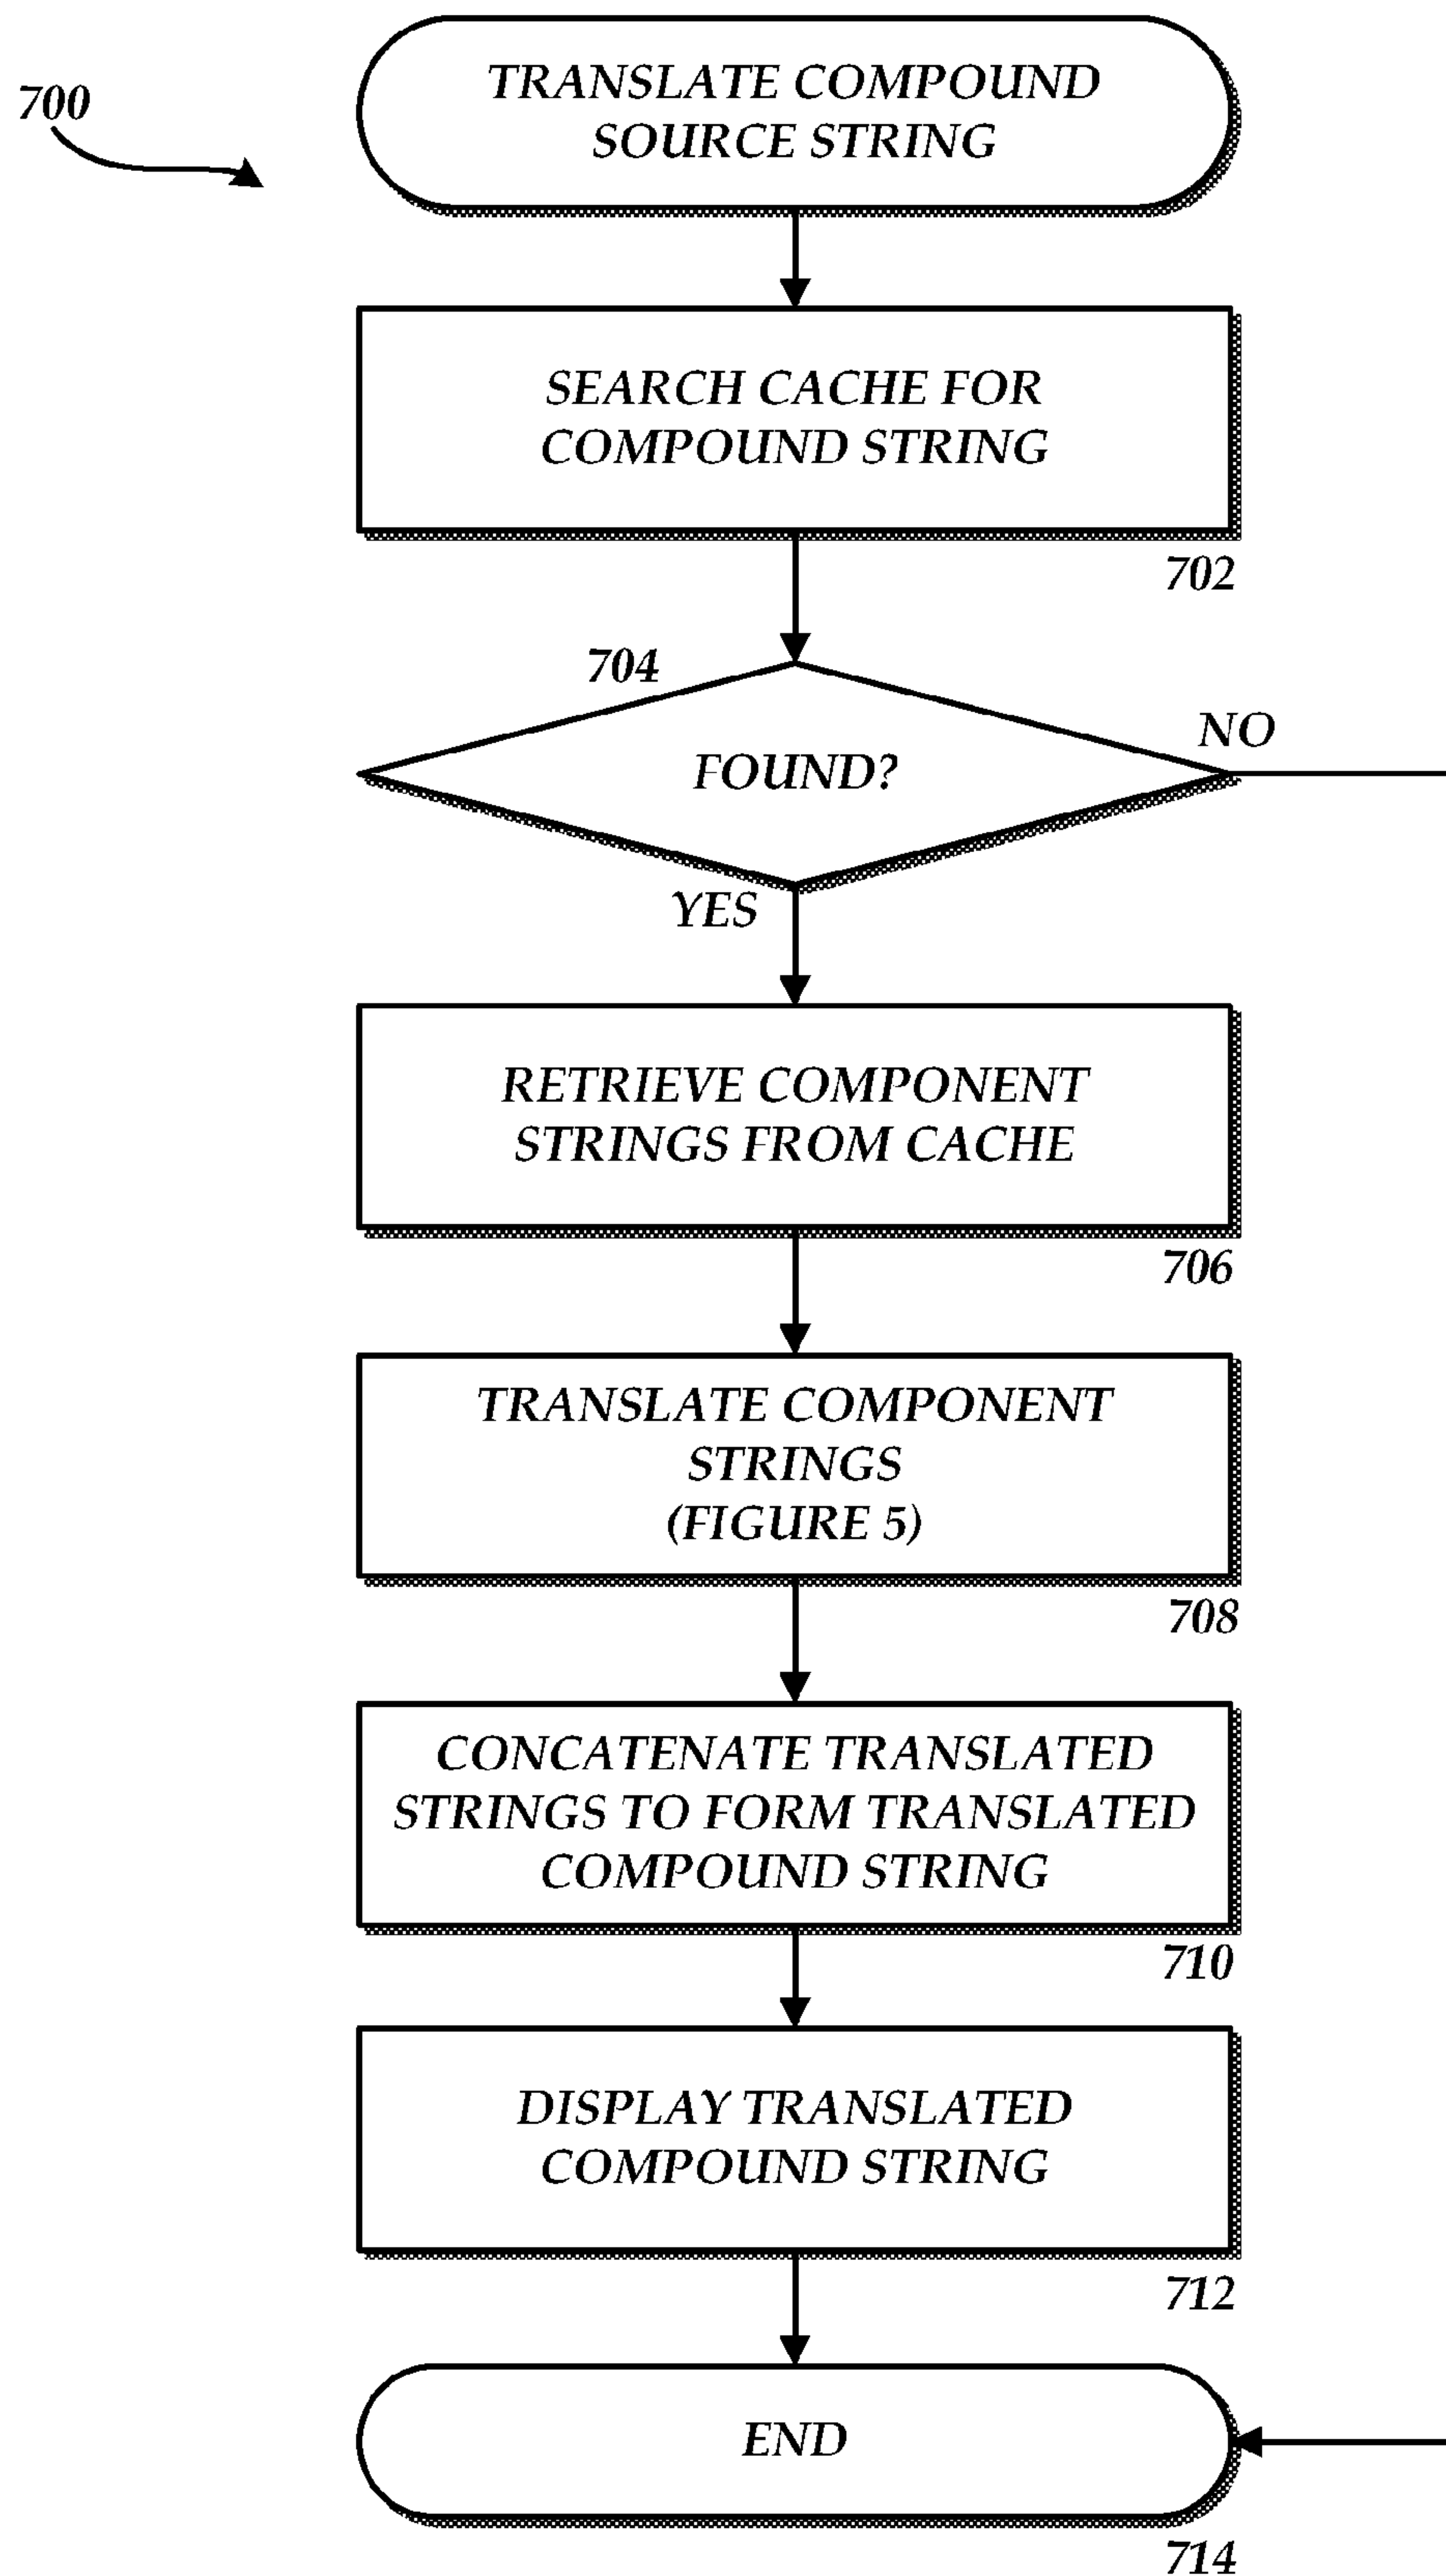 700
TRANSLATE COMPOUND
SOURCE STRING
SEARCH CACHE FOR
COMPOUND STRING
702
704
NO
FOUND?
YES
RETRIEVE COMPONENT
STRINGS FROM CACHE
706
TRANSLATE COMPONENT
STRINGS
(FIGURE 5)
708
CONCATENATE TRANSLATED
STRINGS TO FORM TRANSLATED
COMPOUND STRING
710
DISPLAY TRANSLATED
COMPOUND STRING
712
END
714